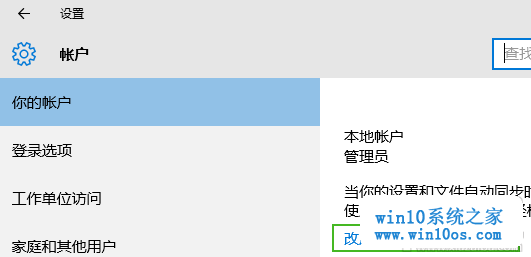 设置
帐户
查找
你的帐户
登录选项
工作单位访问
家庭和其他用户
本地帐户
管理员
当你的设置和文件自动同步时
使
改
win10系统之家
www.win10os.com